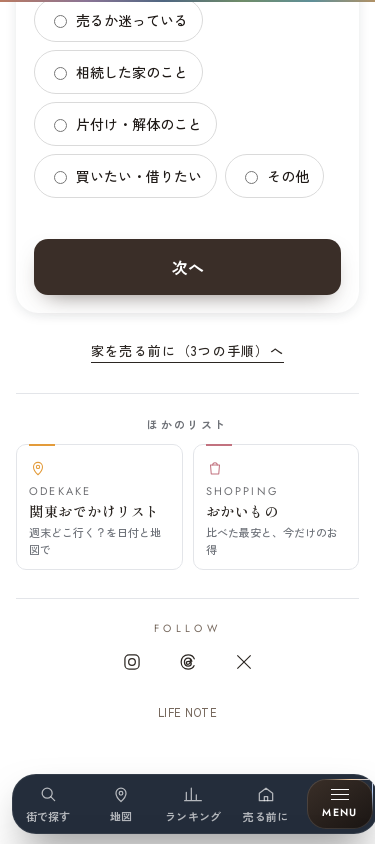 売るか迷っている
相続した家のこと
片付け・解体のこと
買いたい・借りたい
その他
次へ
家を売る前に（3つの手順）へ
ほかのリスト
ODEKAKE
関東おでかけリスト
週末どこ行く？を日付と地
図で
SHOPPING
おかいもの
比べた最安と、今だけのお
得
FOLLOW
LIFE NOTE
街で探す
地図
ランキング
売る前に
MENU